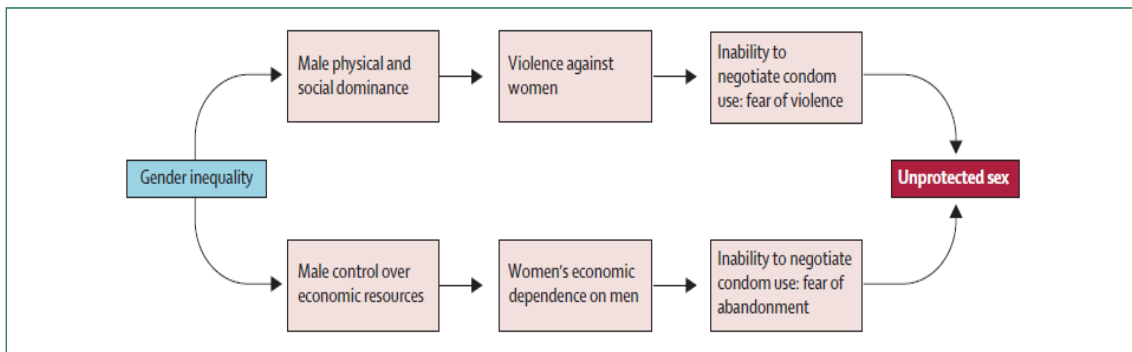 Gender inequality
Male physical and
social dominance
Violence against
women
Inability to
negotiate condom
use: fear of violence
Male control over
economic resources
Women’s economic
dependence on men
Inability to negotiate
condom use: fear of
abandonment
Unprotected sex